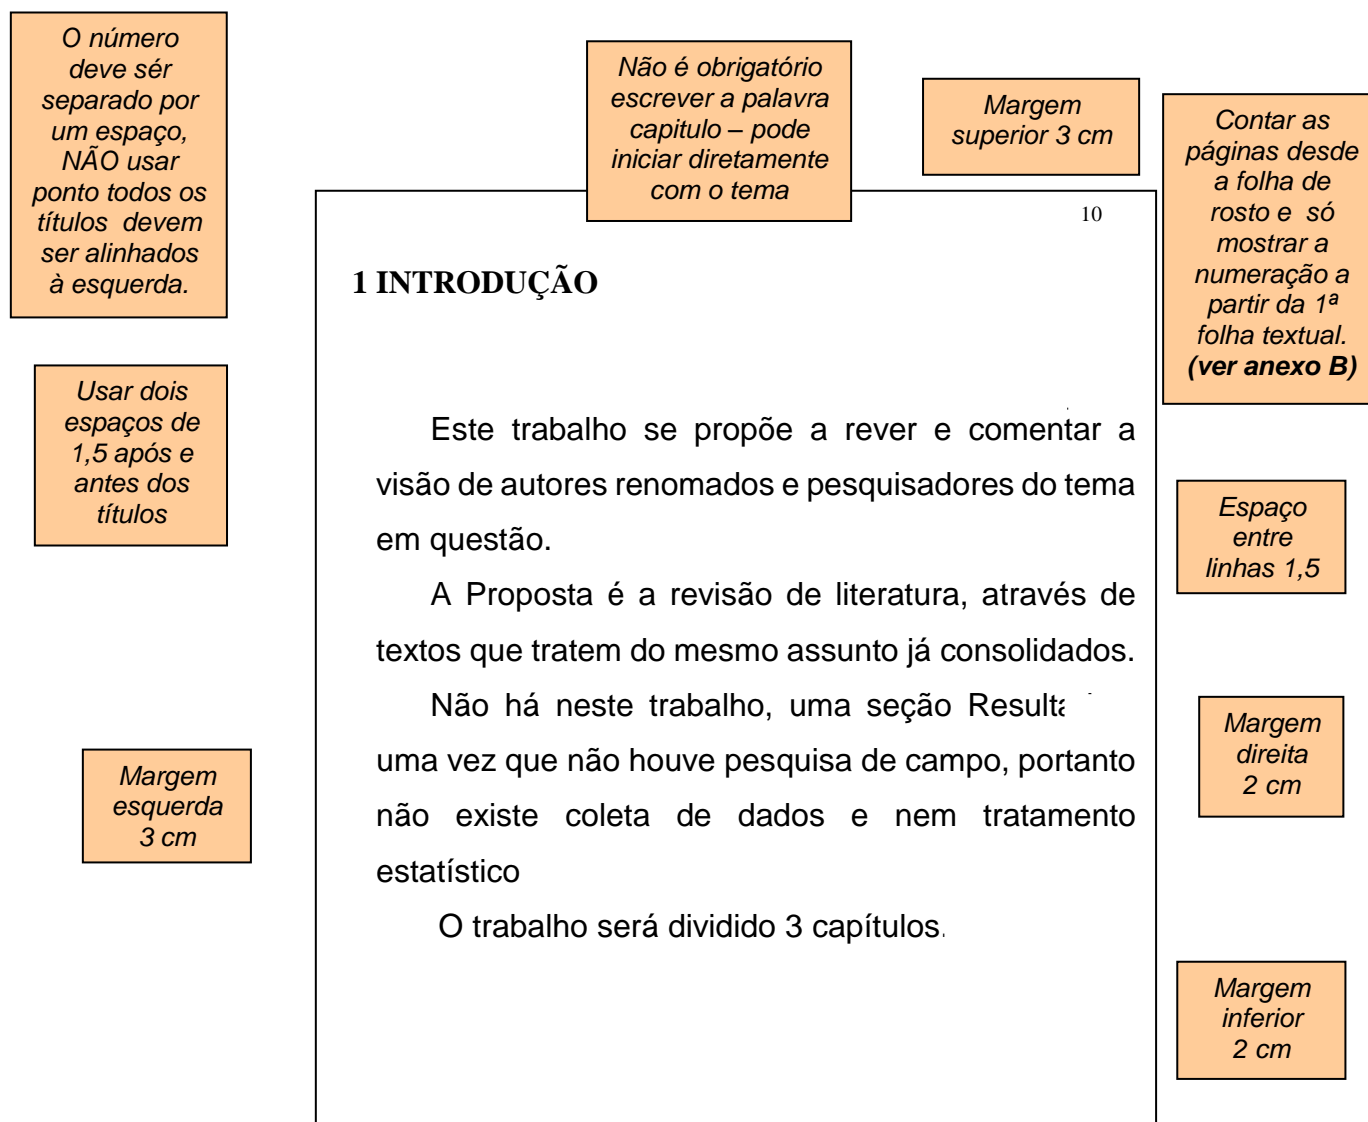 O número
deve sér
separado por
um espaço,
NÃO usar
ponto todos os
títulos devem
ser alinhados
à esquerda.
Não é obrigatório
escrever a palavra
capitulo – pode
iniciar diretamente
com o tema
Margem
superior 3 cm
Contar as
páginas desde
a folha de
rosto e só
mostrar a
numeração a
partir da 1ª
folha textual.
(ver anexo B)
10
1 INTRODUÇÃO
Usar dois
espaços de
1,5 após e
antes dos
títulos
Este trabalho se propõe a rever e comentar a
visão de autores renomados e pesquisadores do tema
em questão.
A Proposta é a revisão de literatura, através de
textos que tratem do mesmo assunto já consolidados.
Não há neste trabalho, uma seção
uma vez que não houve pesquisa de campo, portanto
não existe coleta de dados e nem tratamento
estatístico
O trabalho será dividido 3 capítulos.
Espaço
entre
linhas 1,5
Margem
direita
2 cm
Margem
esquerda
3 cm
Margem
inferior
2 cm